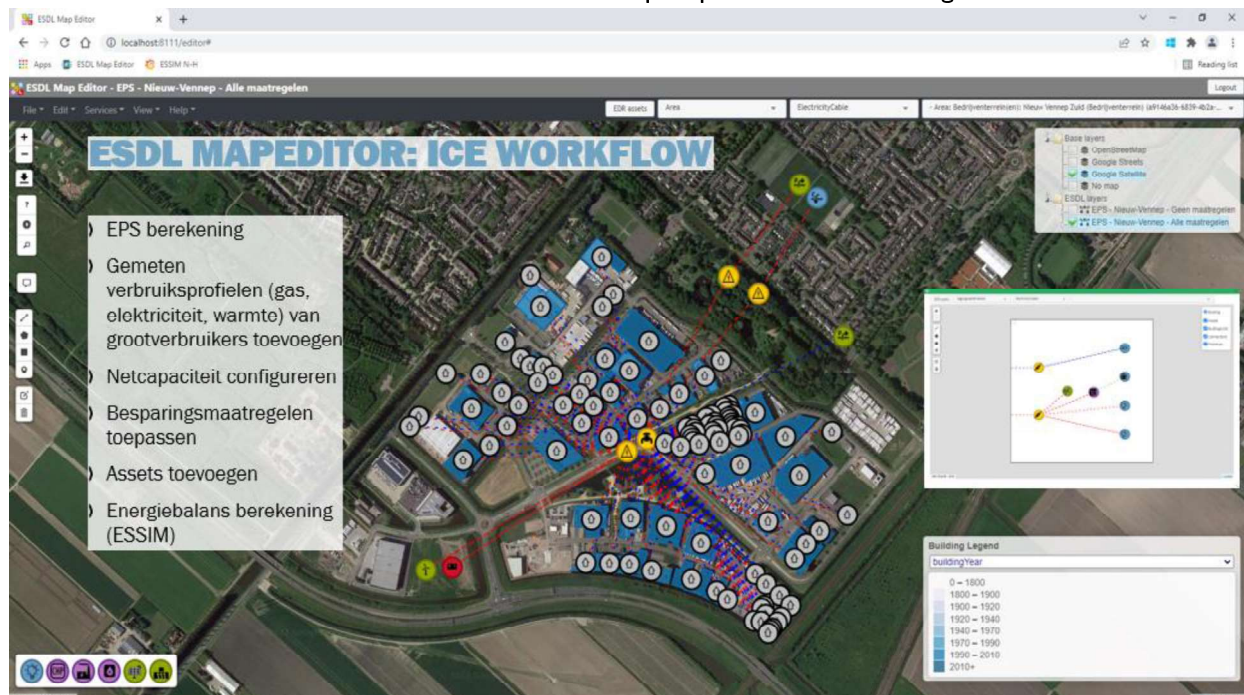 ESDL Map Editor
localhost:8111/editor#
Apps
ESDL Map Editor
ESSIM N-H
Reading list
ESDL Map Editor - EPS - Nieuw-Vennep - Alle maatregelen
Logout
File
Edit
Services
View
Help
EDR assets
Area
ElectricityCable
ESDL MAPEDITOR: ICE WORKFLOW
Base layers
OpenStreetMap
Google Streets
Google Satellite
No map
ESDL layers
EPS - Nieuw-Vennep - Geen maatregelen
EPS - Nieuw-Vennep - Alle maatregelen
EPS berekening
Gemeten
verbruiksprofielen (gas,
elektriciteit, warmte) van
grootverbruikers toevoegen
Netcapaciteit configureren
Besparingsmaatregelen
toepassen
Assets toevoegen
Energiebalans berekening
(ESSIM)
Building Legend
buildingYear
0 – 1800
1800 – 1900
1900 – 1920
1920 – 1940
1940 – 1970
1970 – 1990
1990 – 2010
2010+